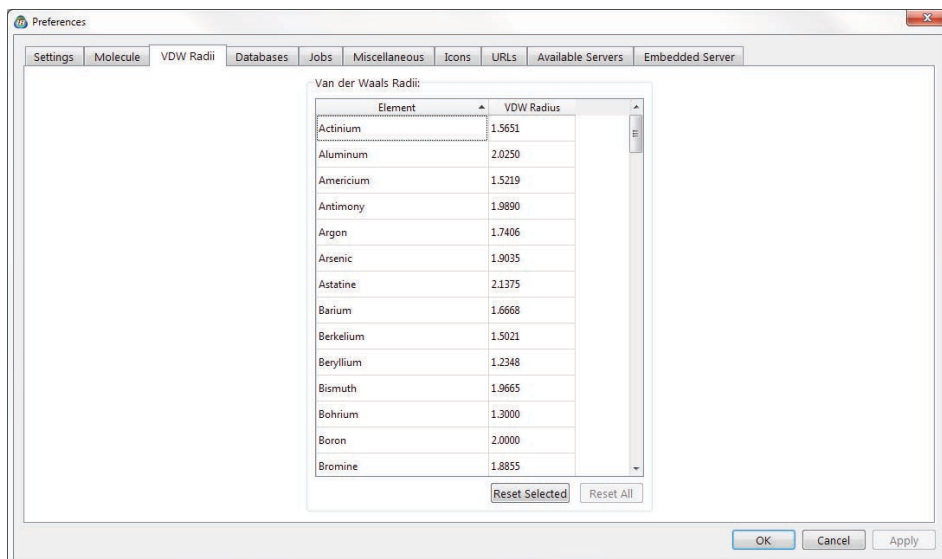 Preferences
Settings Molecule VDW Radii Databases Jobs Miscellaneous Icons URLs Available Servers Embedded Server
Van der Waals Radii:
Element VDW Radius
Actinium 1.5651
Aluminum 2.0250
Americium 1.5219
Antimony 1.9890
Argon 1.7406
Arsenic 1.9035
Astatine 2.1375
Barium 1.6668
Berkelium 1.5021
Beryllium 1.2348
Bismuth 1.9665
Bohrium 1.3000
Boron 2.0000
Bromine 1.8855
Reset Selected Reset All
OK Cancel Apply